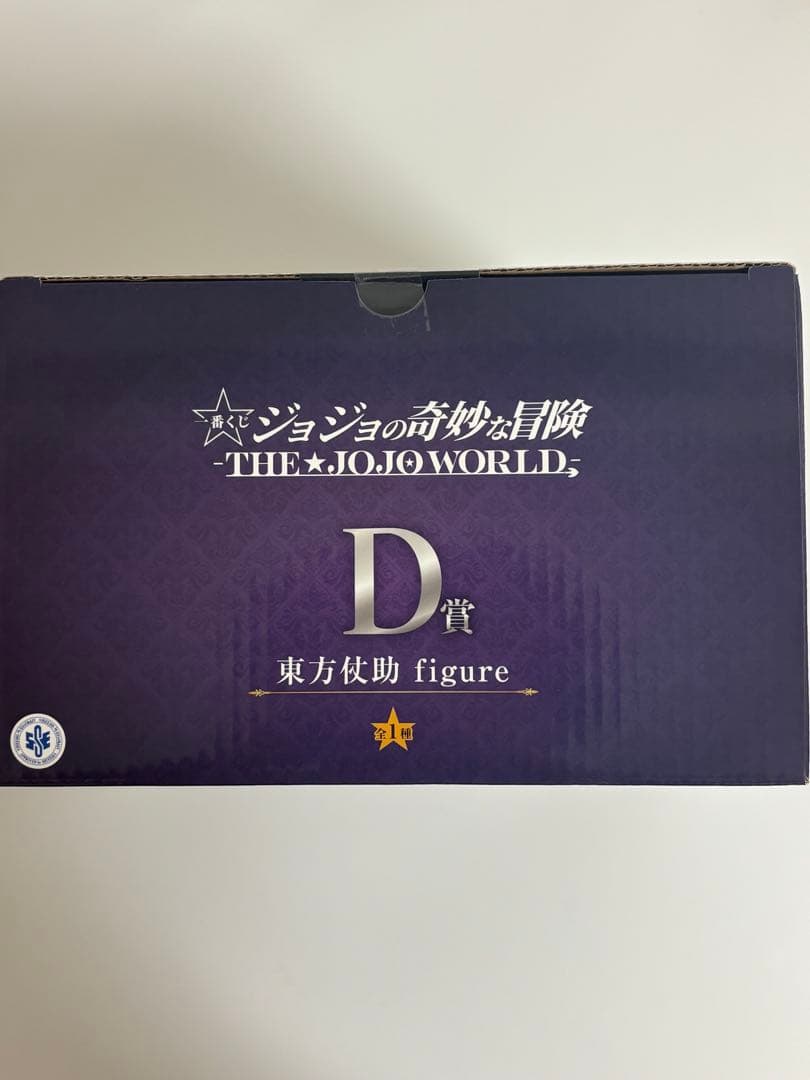 一番くじ ジョジョの奇妙な冒険
-THE★JOJO WORLD-
D賞
東方仗助 figure
全1種